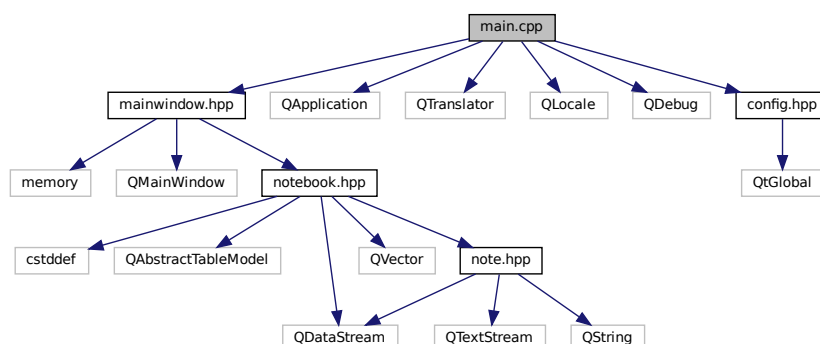 main.cpp
mainwindow.hpp
QApplication
QTranslator
QLocale
QDebug
config.hpp
memory
QMainWindow
notebook.hpp
QtGlobal
cstddef
QAbstractTableModel
QVector
note.hpp
QDataStream
QTextStream
QString